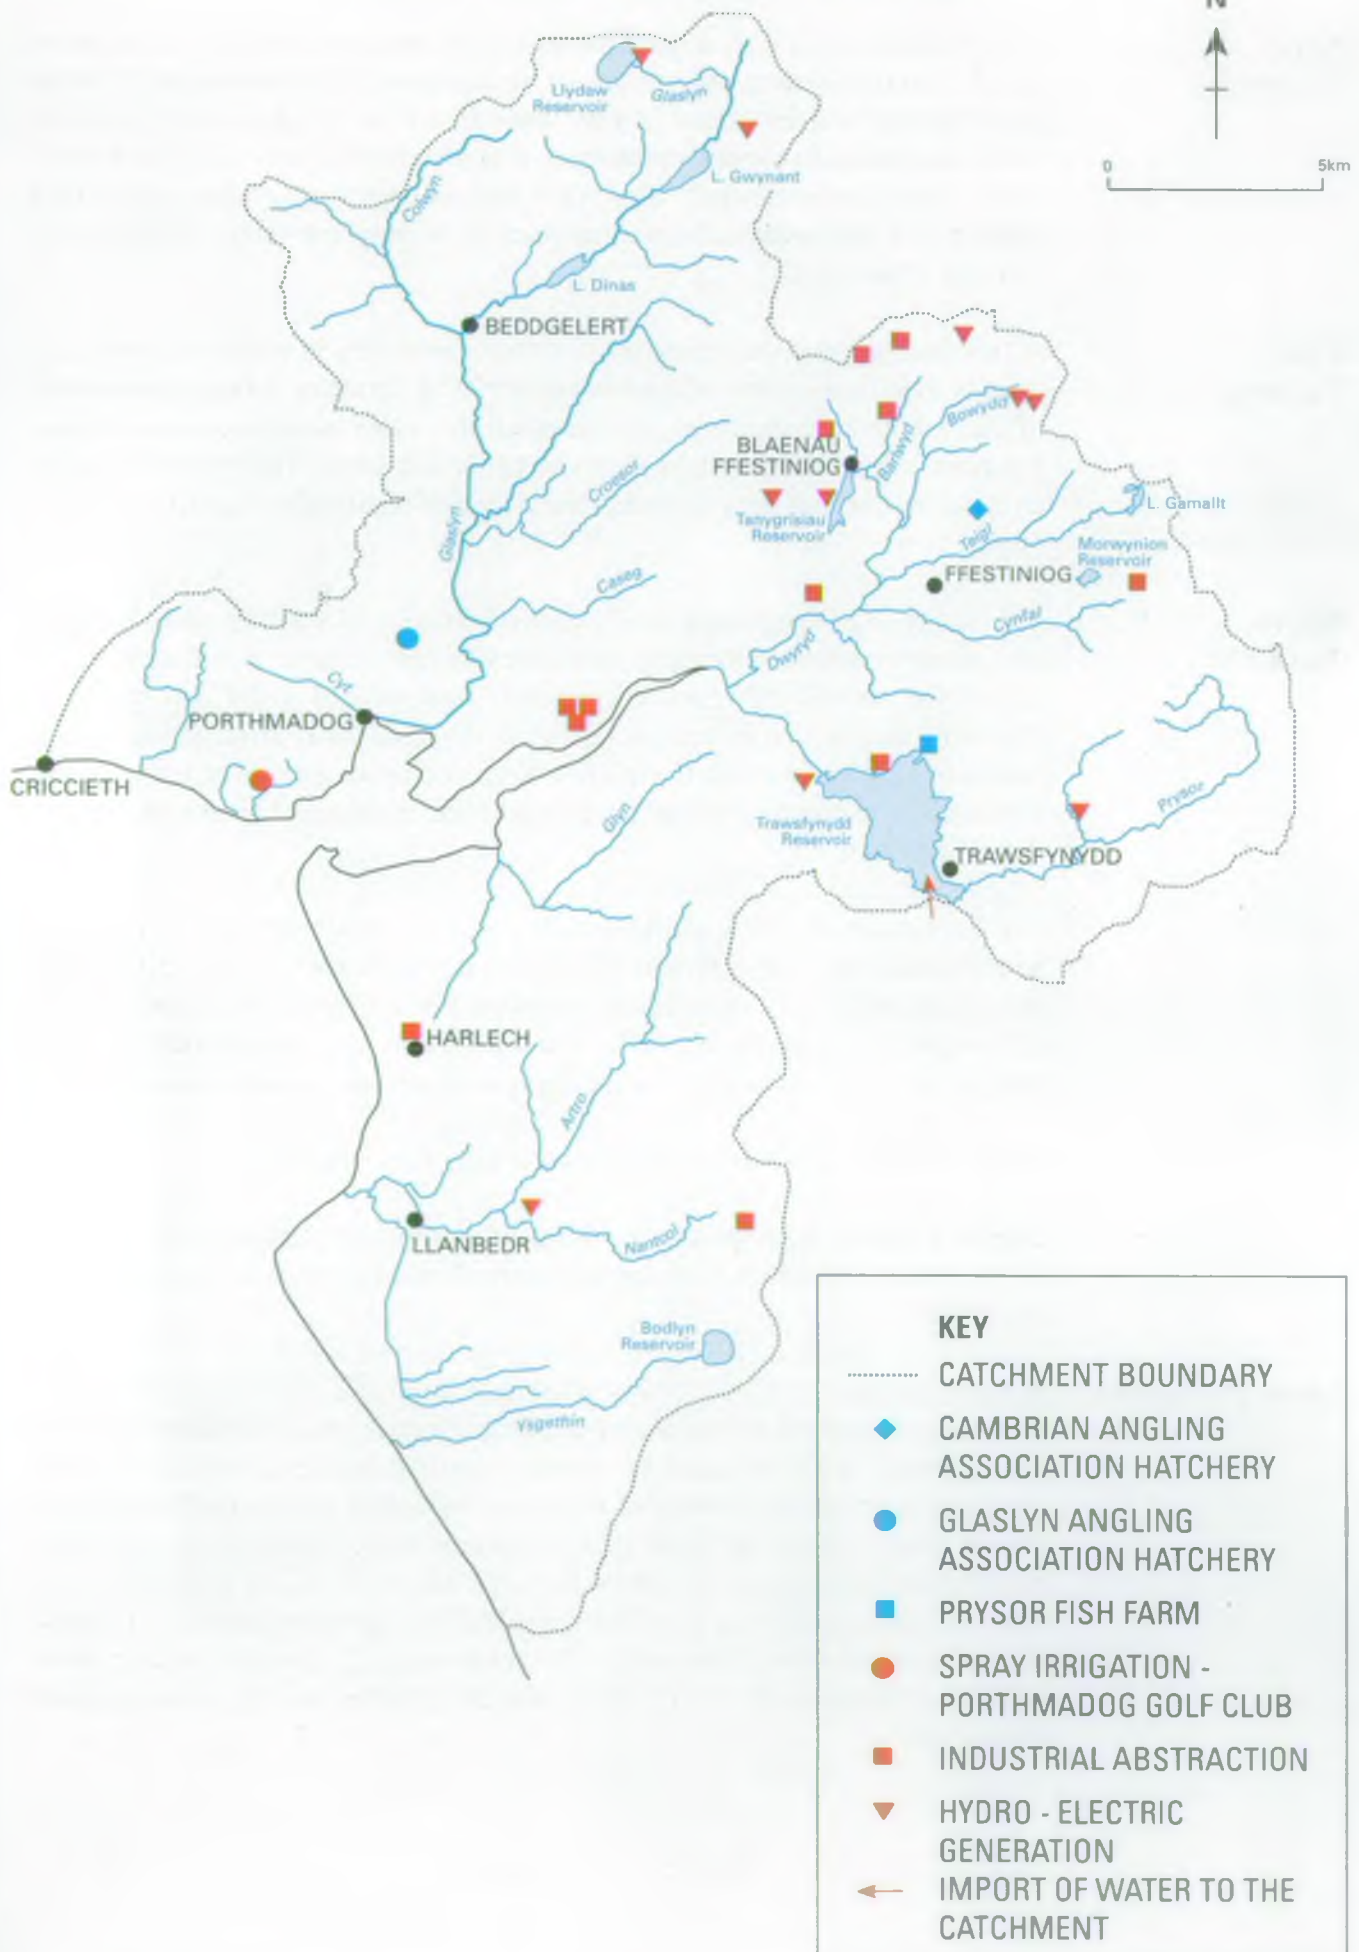 N
0 5km
Llydaw
Reservoir
Glaslyn
L. Gwynant
Colwyn
L. Dinas
BEDDGELERT
Bowydd
Barlwyd
BLAENAU
FFESTINIOG
Croesor
Tanygrisiau
Reservoir
L. Gamallt
Teigl
Morwynion
Reservoir
Glaslyn
FFESTINIOG
Caseg
Cynfal
Dwyryd
Cyt
PORTHMADOG
CRICCIETH
Prysor
Glyn
Trawsfynydd
Reservoir
TRAWSFYNYDD
HARLECH
Artro
LLANBEDR
Nantcol
Bodlyn
Reservoir
Ysgethin
KEY
CATCHMENT BOUNDARY
CAMBRIAN ANGLING
ASSOCIATION HATCHERY
GLASLYN ANGLING
ASSOCIATION HATCHERY
PRYSOR FISH FARM
SPRAY IRRIGATION -
PORTHMADOG GOLF CLUB
INDUSTRIAL ABSTRACTION
HYDRO - ELECTRIC
GENERATION
IMPORT OF WATER TO THE
CATCHMENT